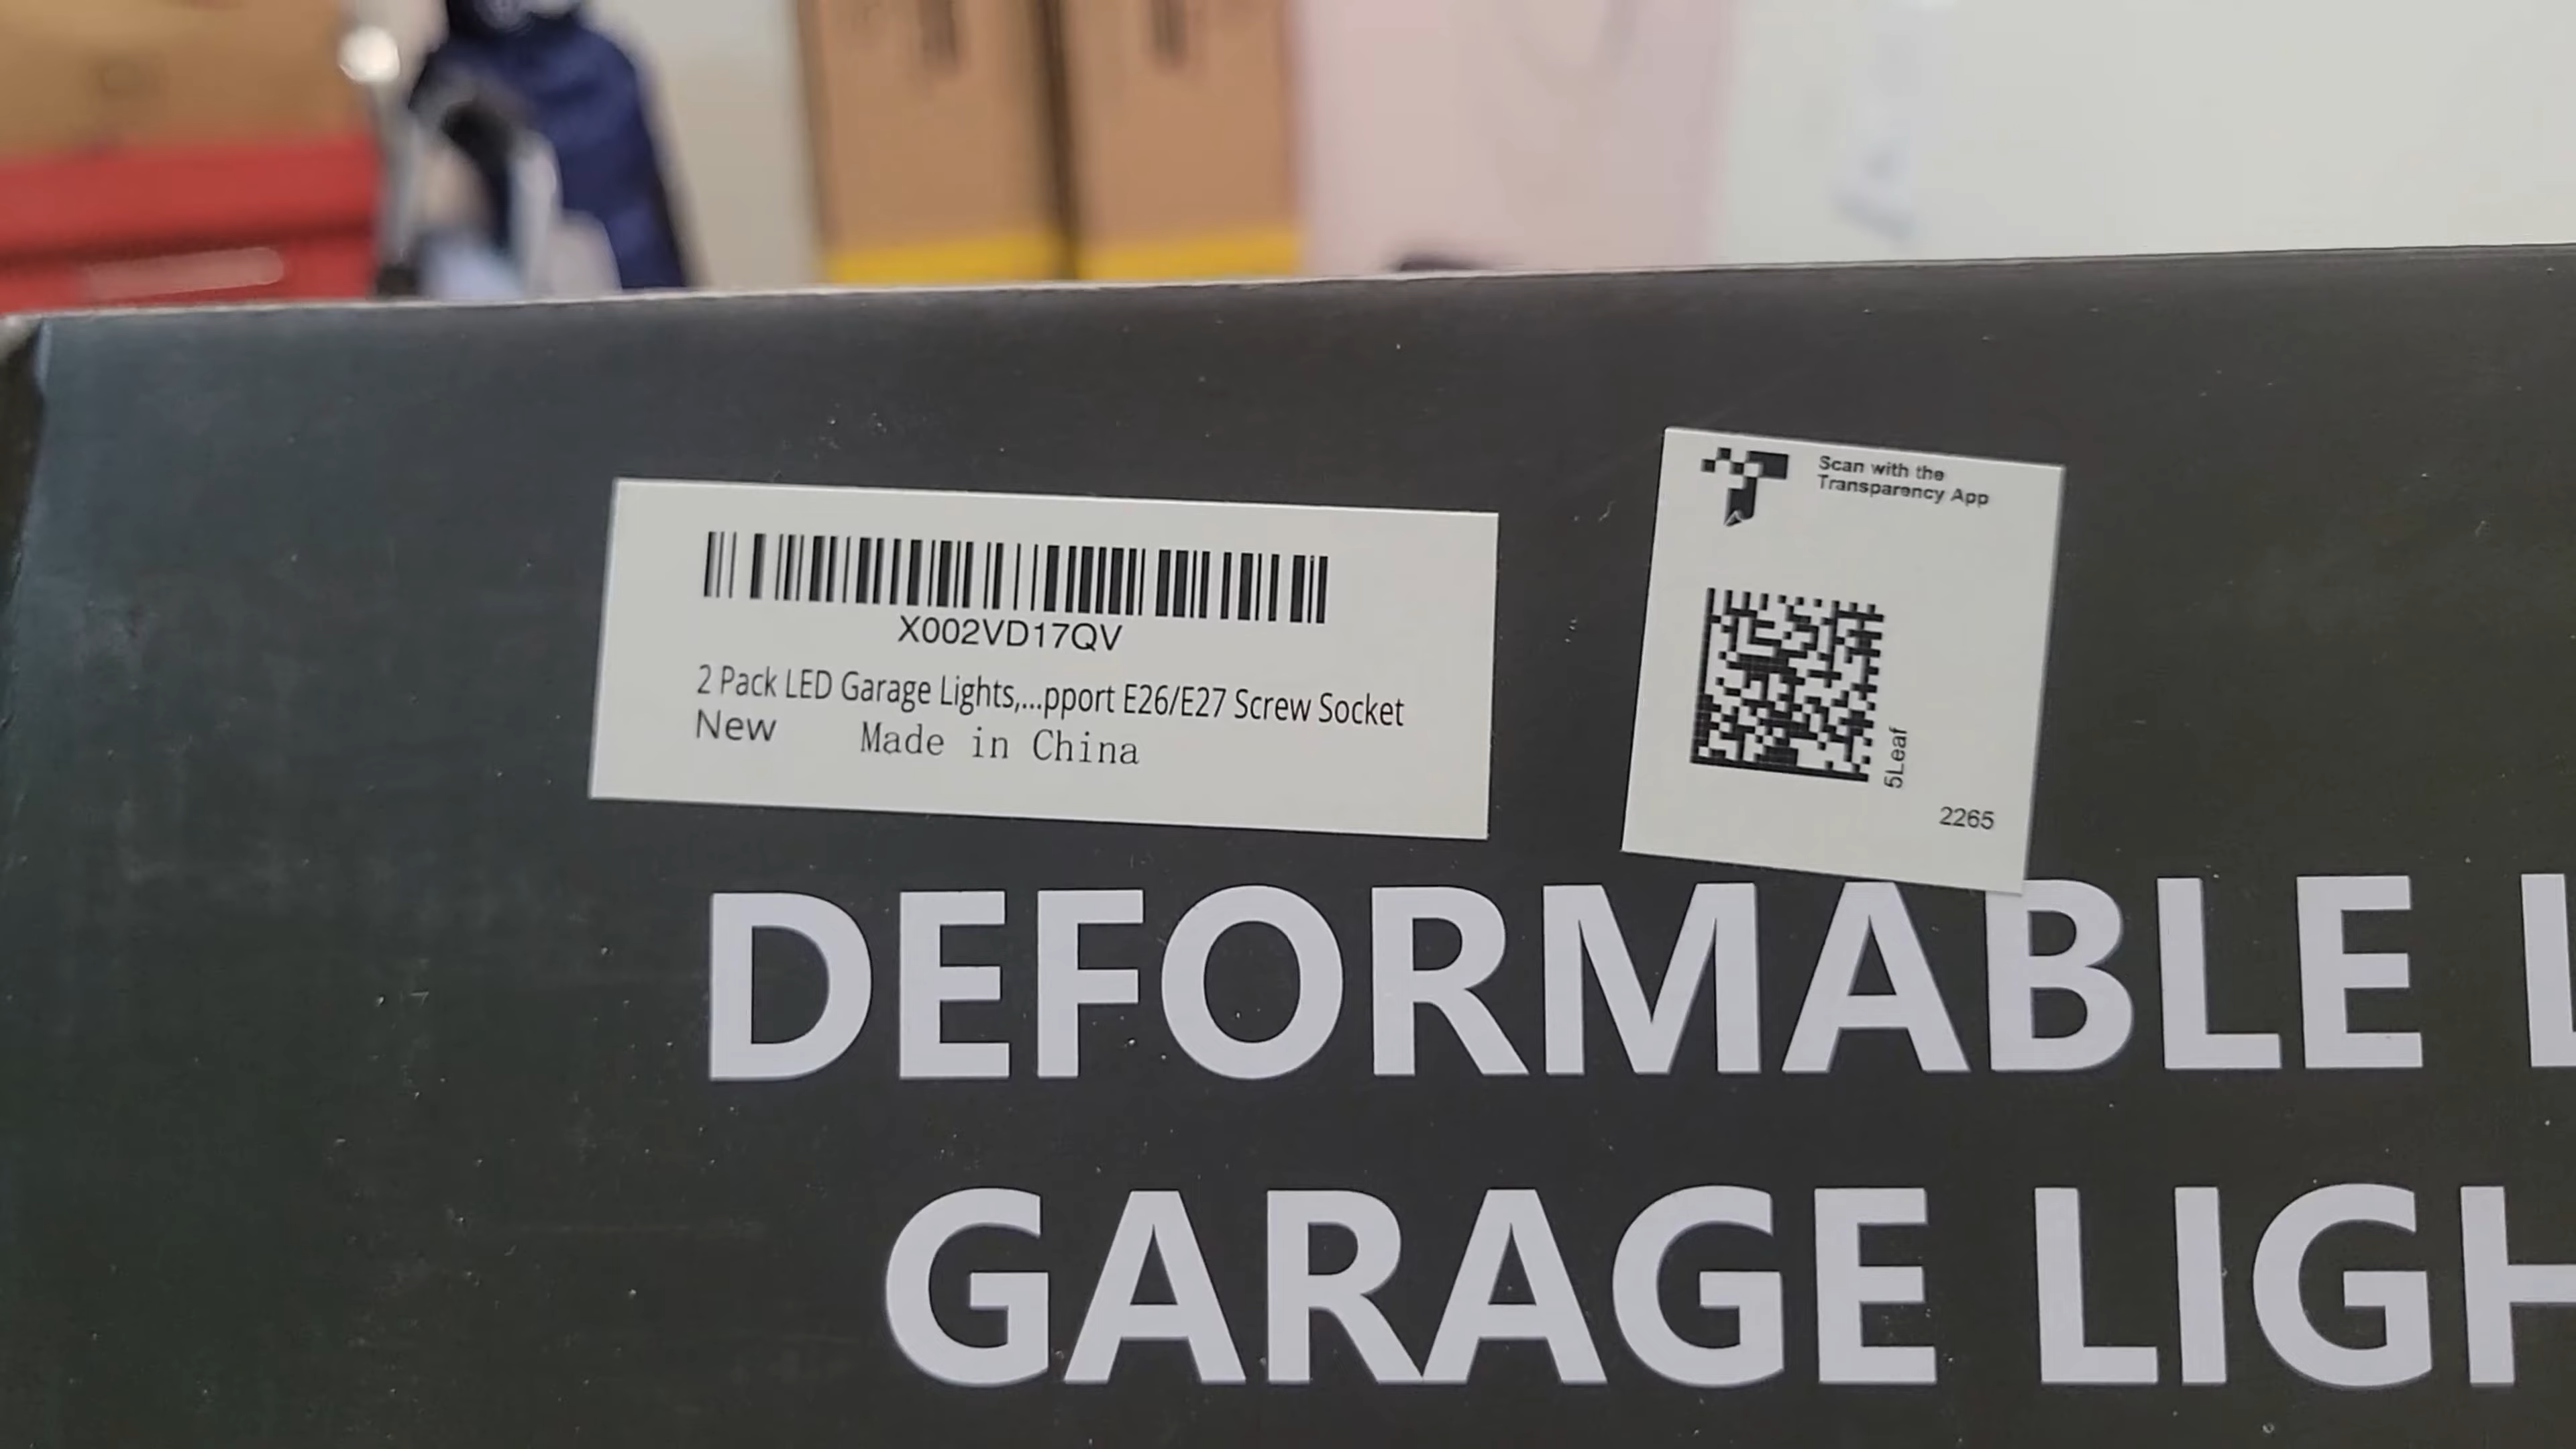 X002VD17QV
2 Pack LED Garage Lights,...pport E26/E27 Screw Socket
New Made in China
Scan with the
Transparency App
5Leaf
2265
DEFORMABLE L
GARAGE LIGH